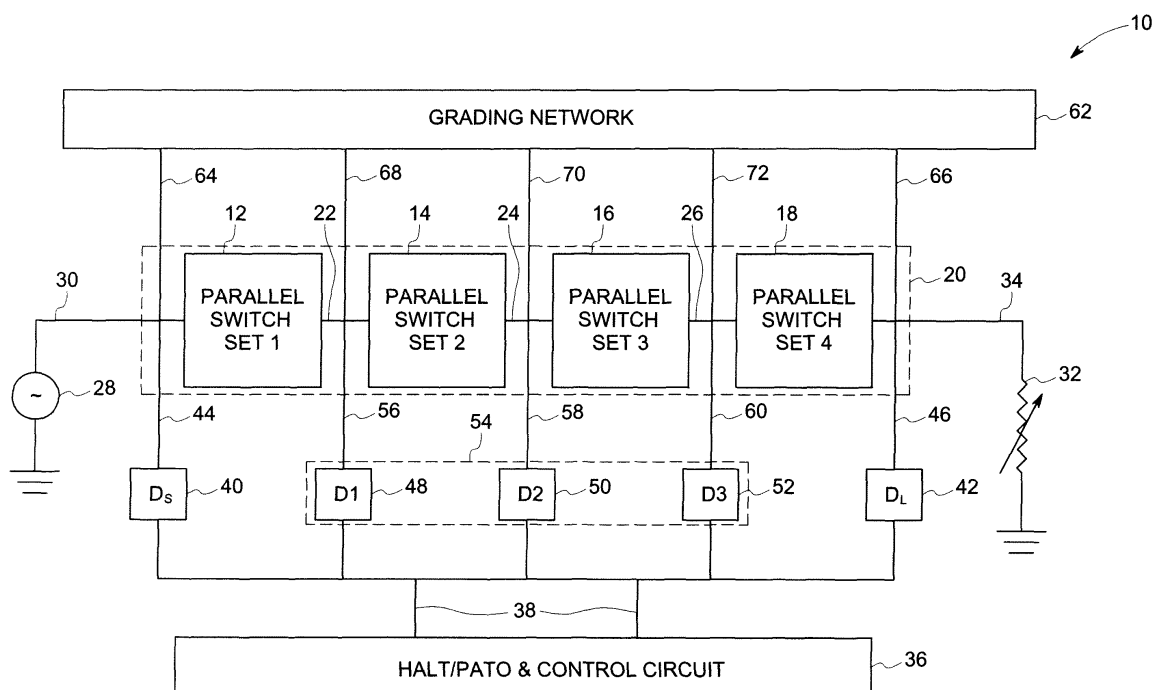 10
GRADING NETWORK
62
64
68
70
72
66
12
22
14
24
16
26
18
20
30
34
PARALLEL
SWITCH
SET 1
PARALLEL
SWITCH
SET 2
PARALLEL
SWITCH
SET 3
PARALLEL
SWITCH
SET 4
28
~
32
44
56
58
60
46
54
DS
40
D1
48
D2
50
D3
52
DL
42
38
HALT/PATO & CONTROL CIRCUIT
36